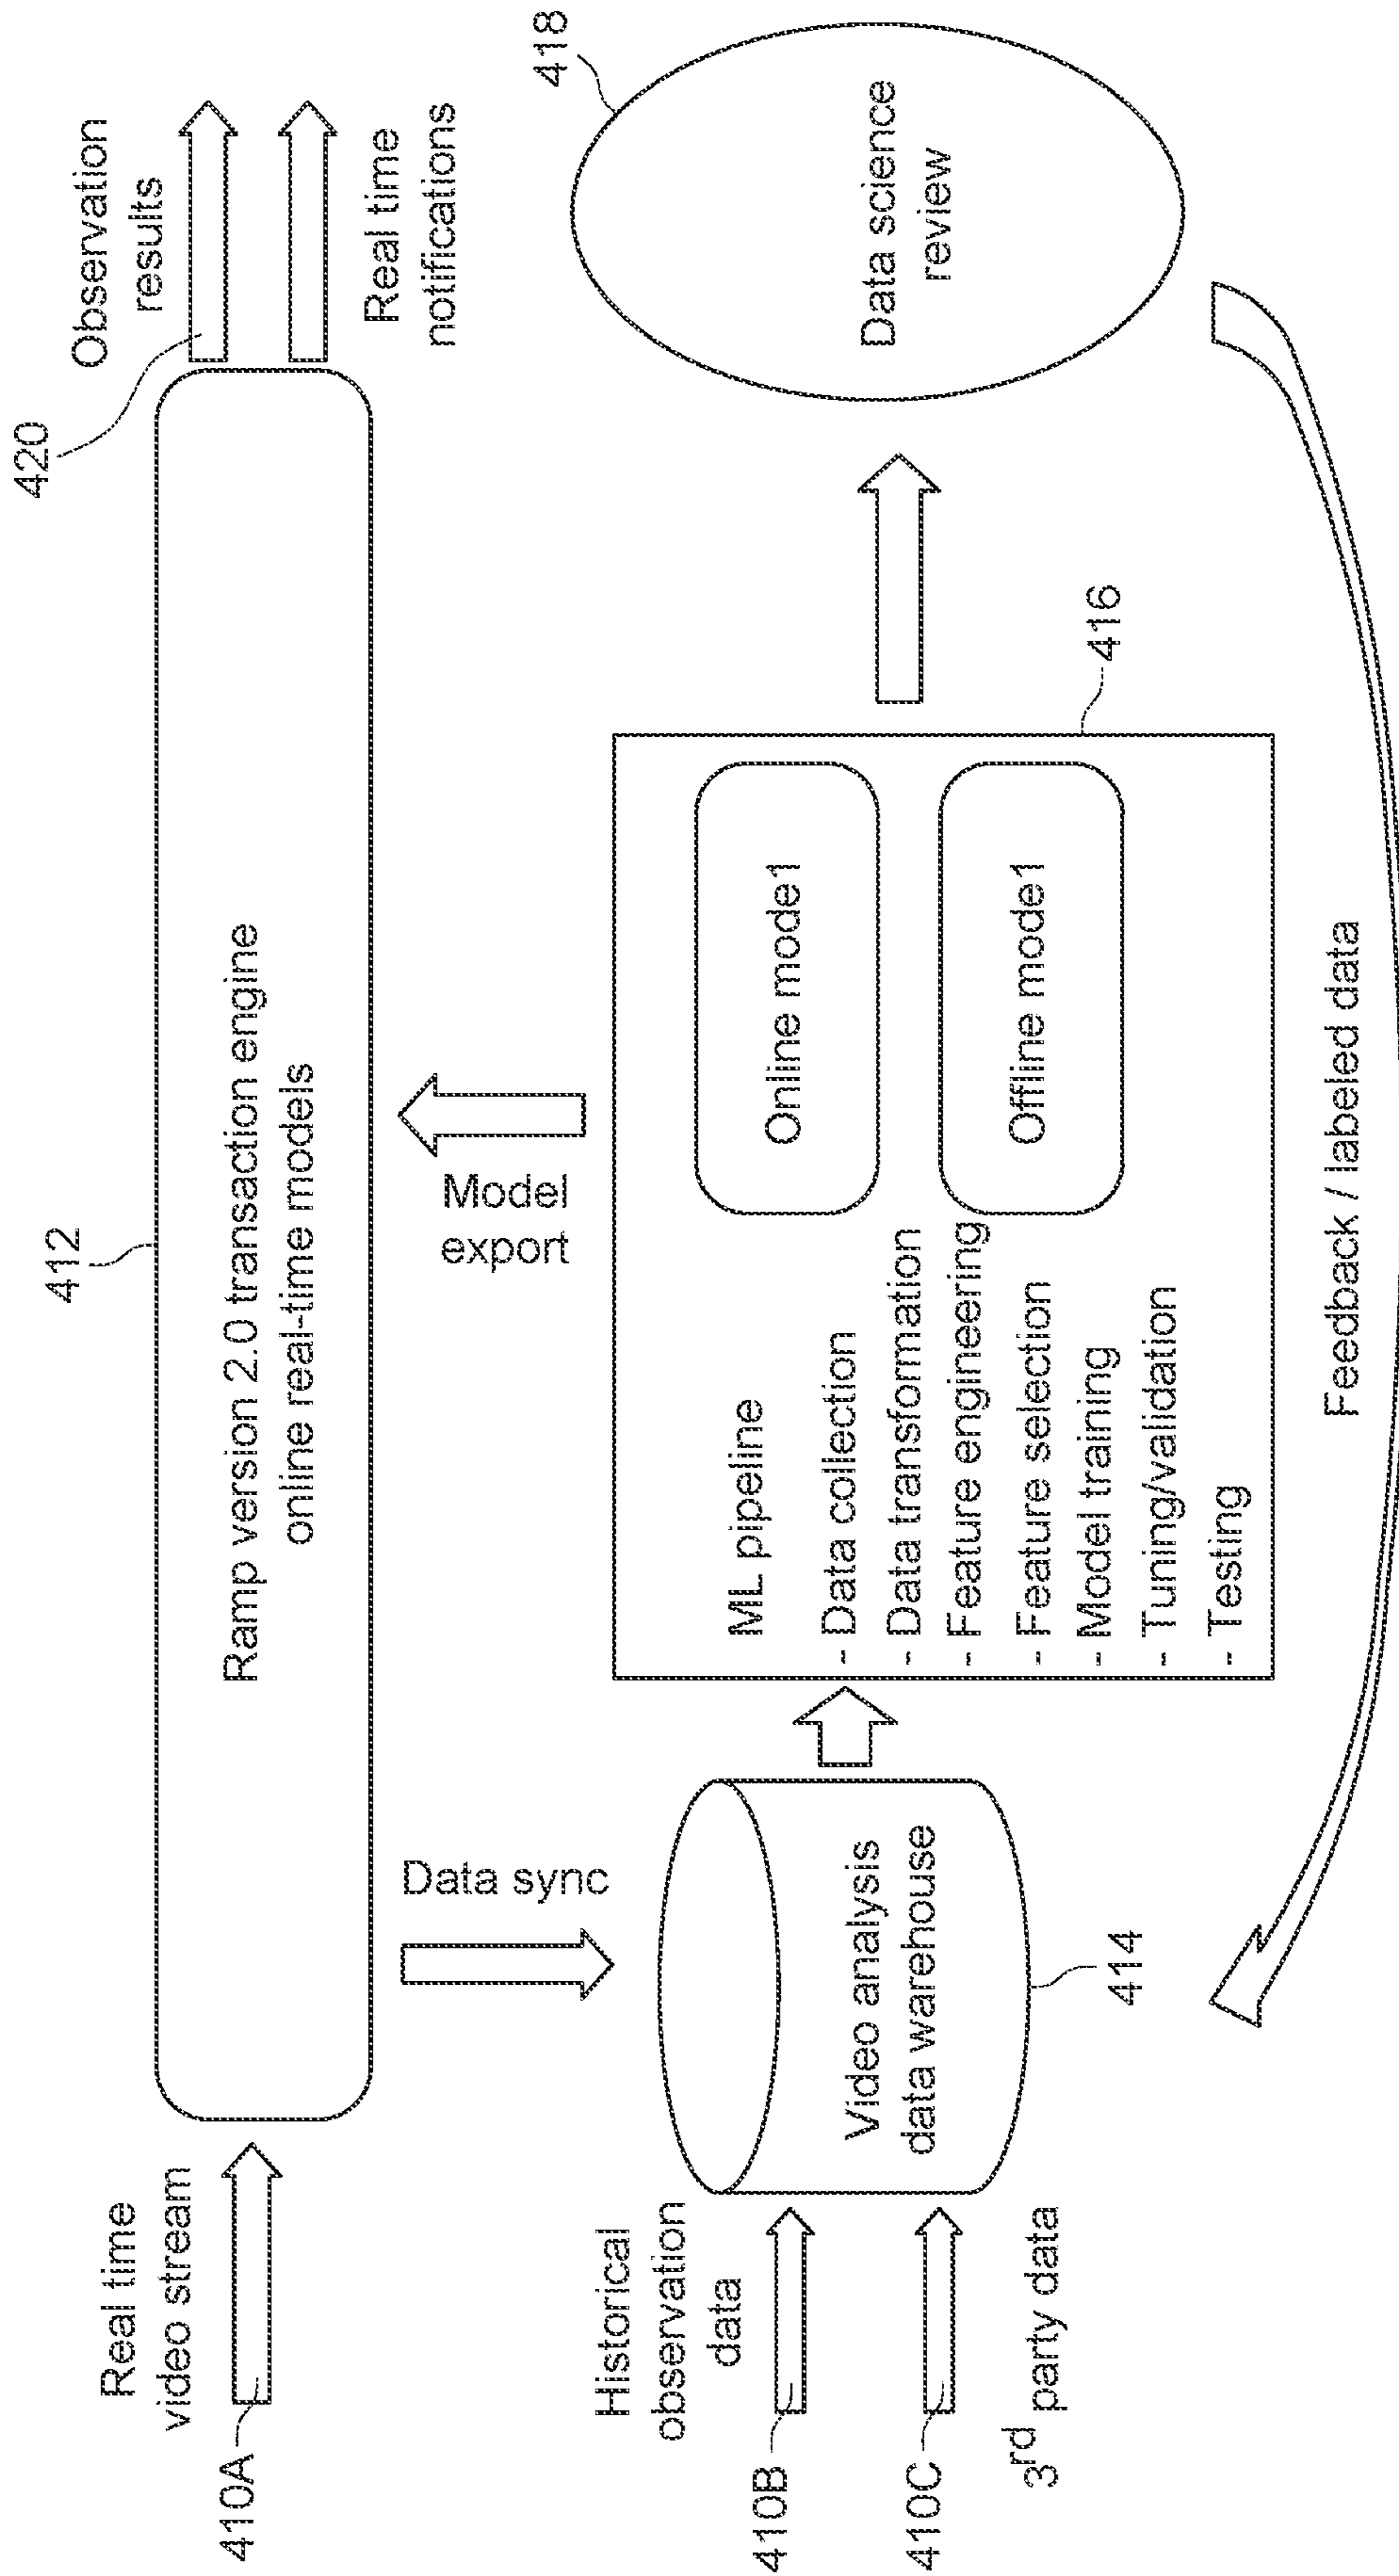 420
Observation
results
412
Real time
video stream
410A
Ramp version 2.0 transaction engine
online real-time models
Real time
notifications
Data sync
Model
export
418
Historical
observation
data
410B
410C
3rd party data
Video analysis
data warehouse
414
ML pipeline
- Data collection
- Data transformation
- Feature engineering
- Feature selection
- Model training
- Tuning/validation
- Testing
Online mode1
Offline mode1
416
Data science
review
Feedback / labeled data